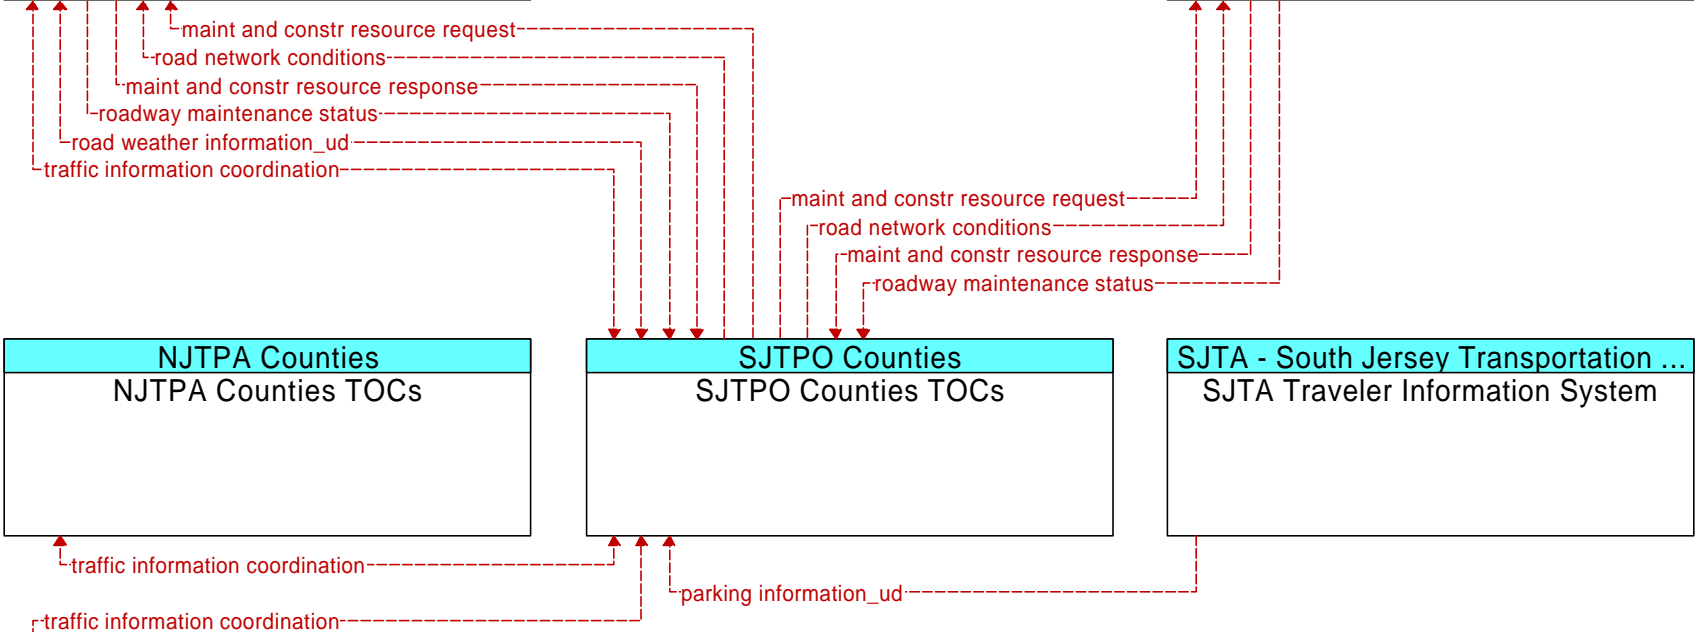 maint and constr resource request
road network conditions
maint and constr resource response
roadway maintenance status
road weather information_ud
traffic information coordination
maint and constr resource request
road network conditions
maint and constr resource response
roadway maintenance status
NJTPA Counties
NJTPA Counties TOCs
SJTPO Counties
SJTPO Counties TOCs
SJTA - South Jersey Transportation ...
SJTA Traveler Information System
traffic information coordination
parking information_ud
traffic information coordination